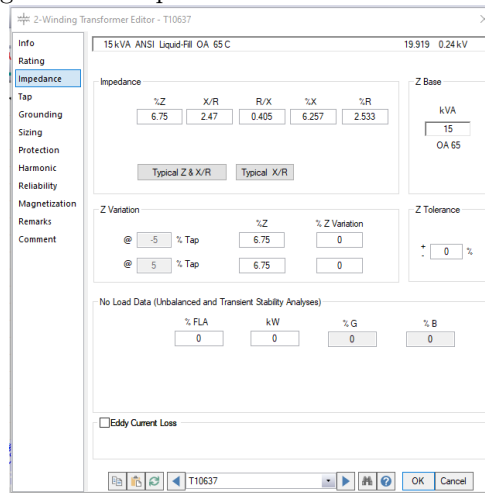 2-Winding Transformer Editor - T10637
Info
Rating
Impedance
Tap
Grounding
Sizing
Protection
Harmonic
Reliability
Magnetization
Remarks
Comment
15 kVA ANSI Liquid-Fill OA 65 C 19.919 0.24 kV
Impedance
%Z X/R R/X %X %R
6.75 2.47 0.405 6.257 2.533
Typical Z & X/R Typical X/R
Z Base
kVA
15
OA 65
Z Variation
%Z % Z Variation
@ -5 % Tap 6.75 0
@ 5 % Tap 6.75 0
Z Tolerance
+
- 0 %
No Load Data (Unbalanced and Transient Stability Analyses)
% FLA kW % G % B
0 0 0 0
Eddy Current Loss
T10637
OK Cancel